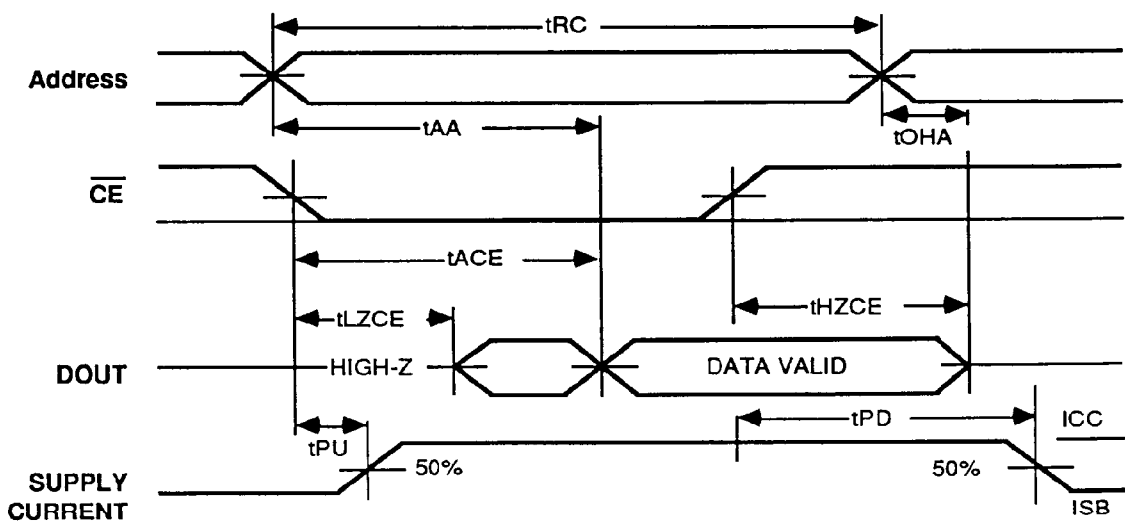 tRC
Address
tAA
tOHA
CE
tACE
tLZCE
tHZCE
DOUT
HIGH-Z
DATA VALID
tPU
tPD
ICC
50%
50%
SUPPLY
CURRENT
ISB